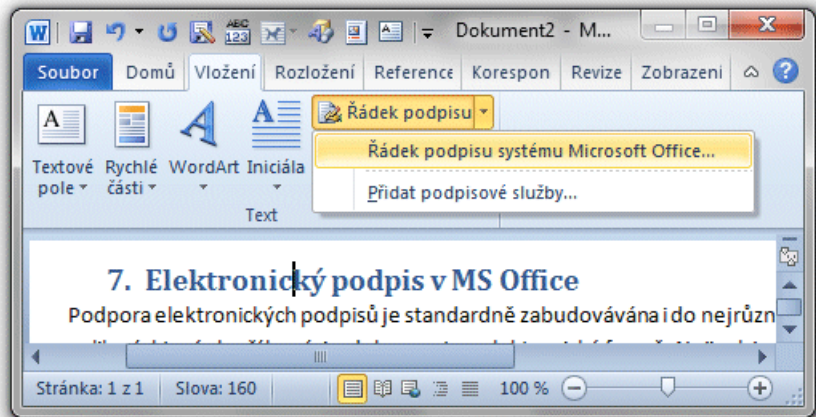 Dokument2 - M...
Soubor Domů Vložení Rozložení Reference Korespon Revize Zobrazeni
A Textové pole
Rychlé části
A WordArt
A Iniciála
Řádek podpisu
Řádek podpisu systému Microsoft Office...
Přidat podpisové služby...
Text
7. Elektronický podpis v MS Office
Podpora elektronických podpisů je standardně zabudovávána i do nejrůzn
Stránka: 1 z 1 Slova: 160 100 %